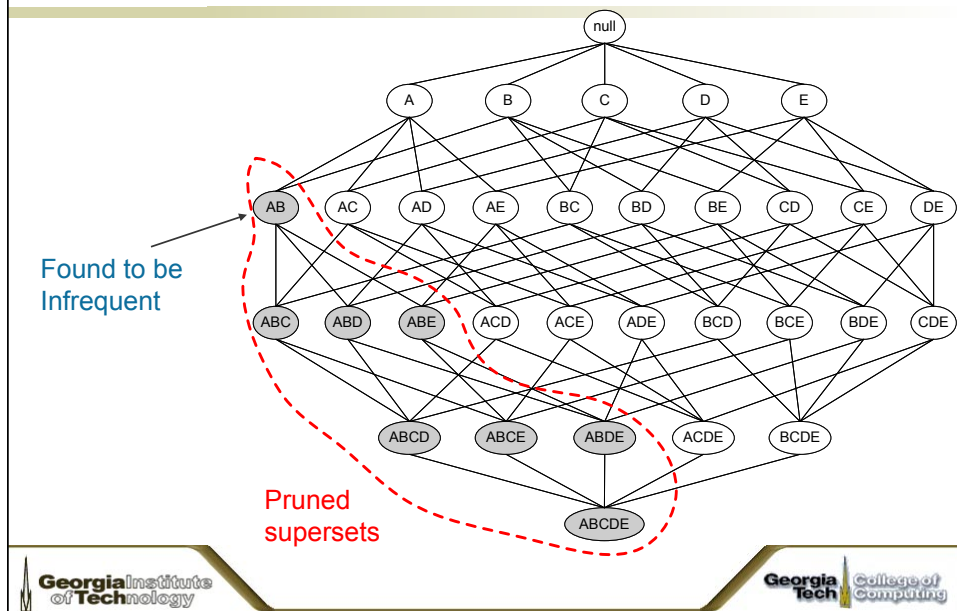 null
A B C D E
AB AC AD AE BC BD BE CD CE DE
Found to be
Infrequent
ABC ABD ABE ACD ACE ADE BCD BCE BDE CDE
ABCD ABCE ABDE ACDE BCDE
Pruned
supersets
ABCDE
Georgia Institute
of Technology
Georgia
Tech
College of
Computing